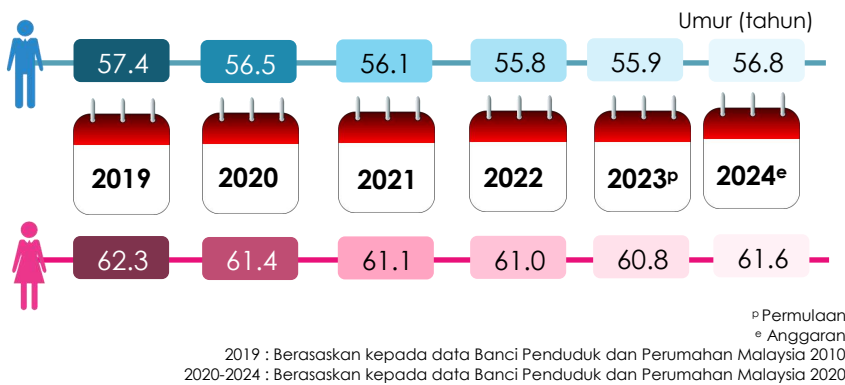 Umur (tahun)
57.4 56.5 56.1 55.8 55.9 56.8
2019 2020 2021 2022 2023ᵖ 2024ᵉ
62.3 61.4 61.1 61.0 60.8 61.6
ᵖ Permulaan
ᵉ Anggaran
2019 : Berasaskan kepada data Banci Penduduk dan Perumahan Malaysia 2010
2020-2024 : Berasaskan kepada data Banci Penduduk dan Perumahan Malaysia 2020